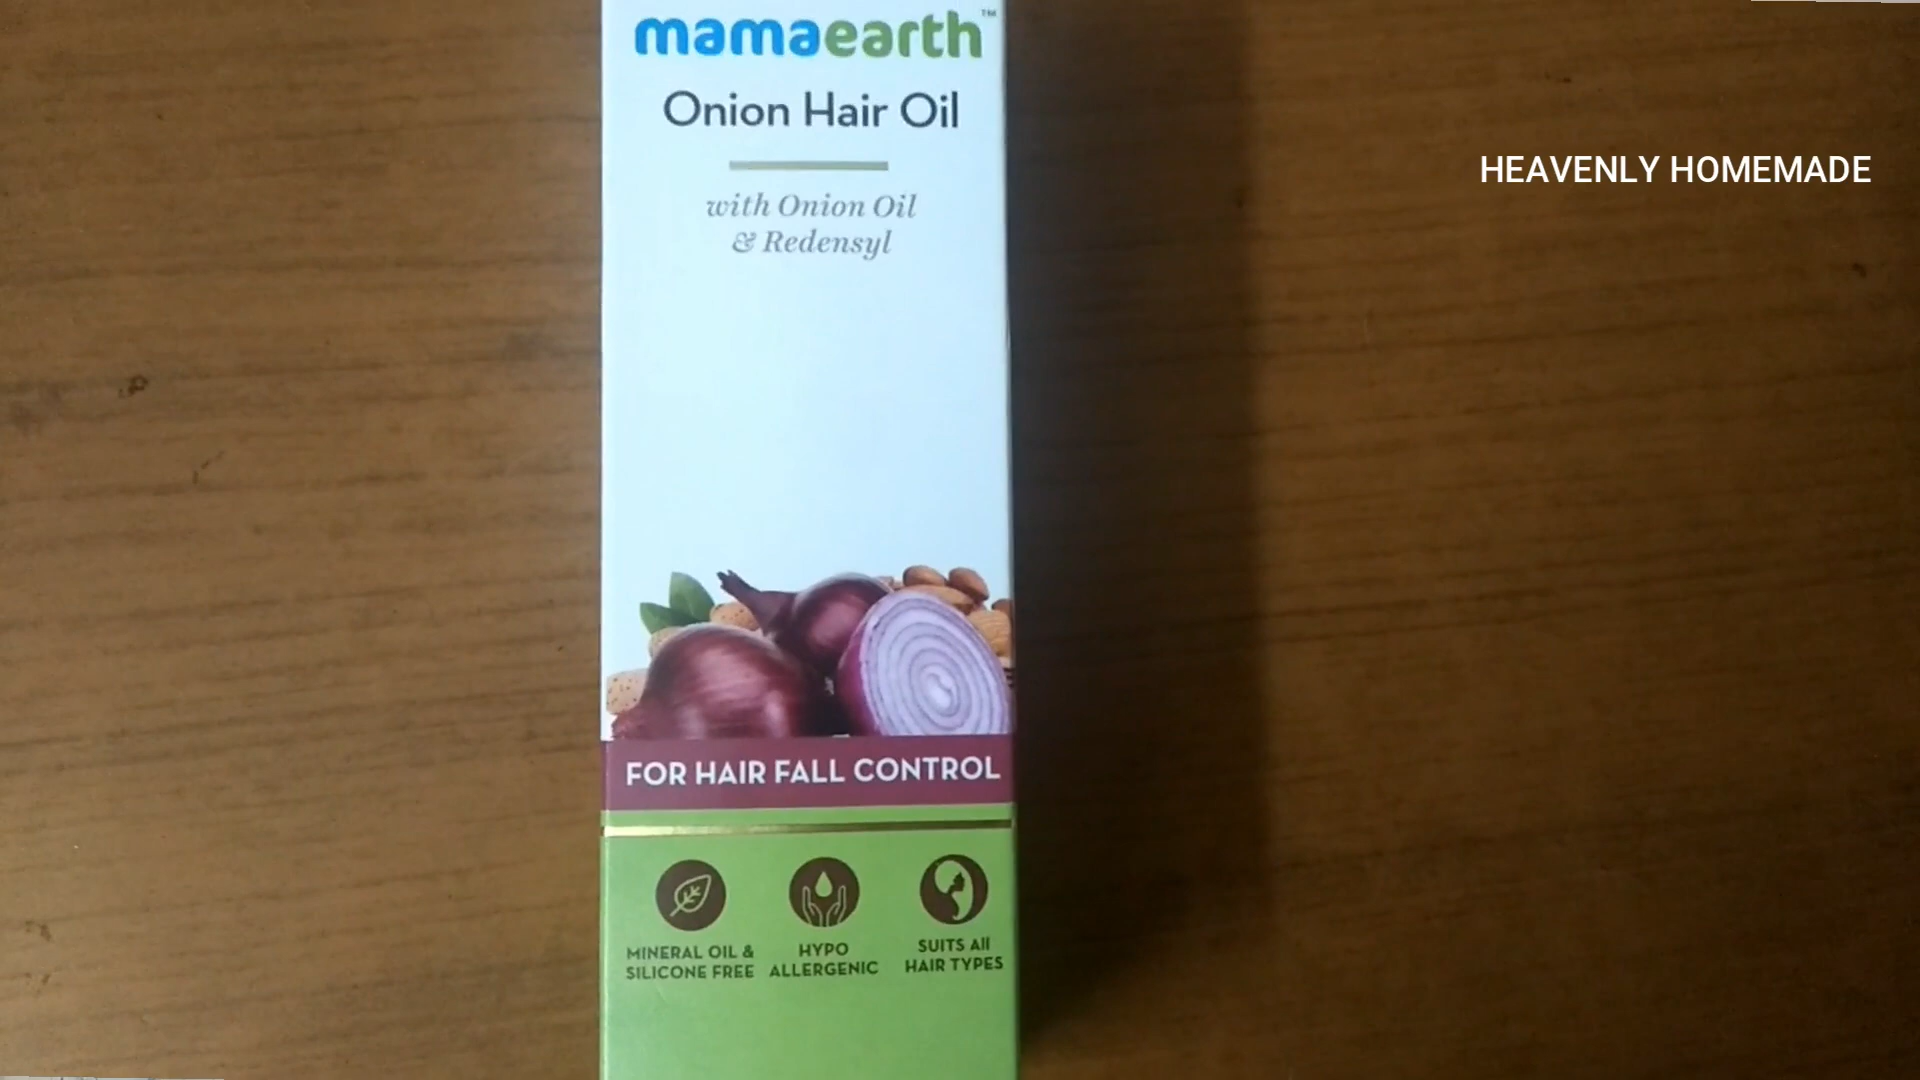 mamaearth™
Onion Hair Oil
with Onion Oil
& Redensyl
HEAVENLY HOMEMADE
FOR HAIR FALL CONTROL
MINERAL OIL &
SILICONE FREE
HYPO
ALLERGENIC
SUITS All
HAIR TYPES